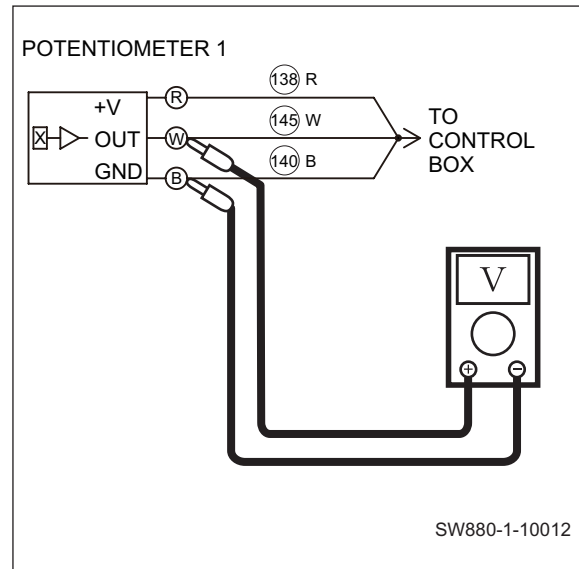 POTENTIOMETER 1
+V
OUT
GND
X
R
W
B
138 R
145 W
140 B
TO
CONTROL
BOX
V
+ −
SW880-1-10012